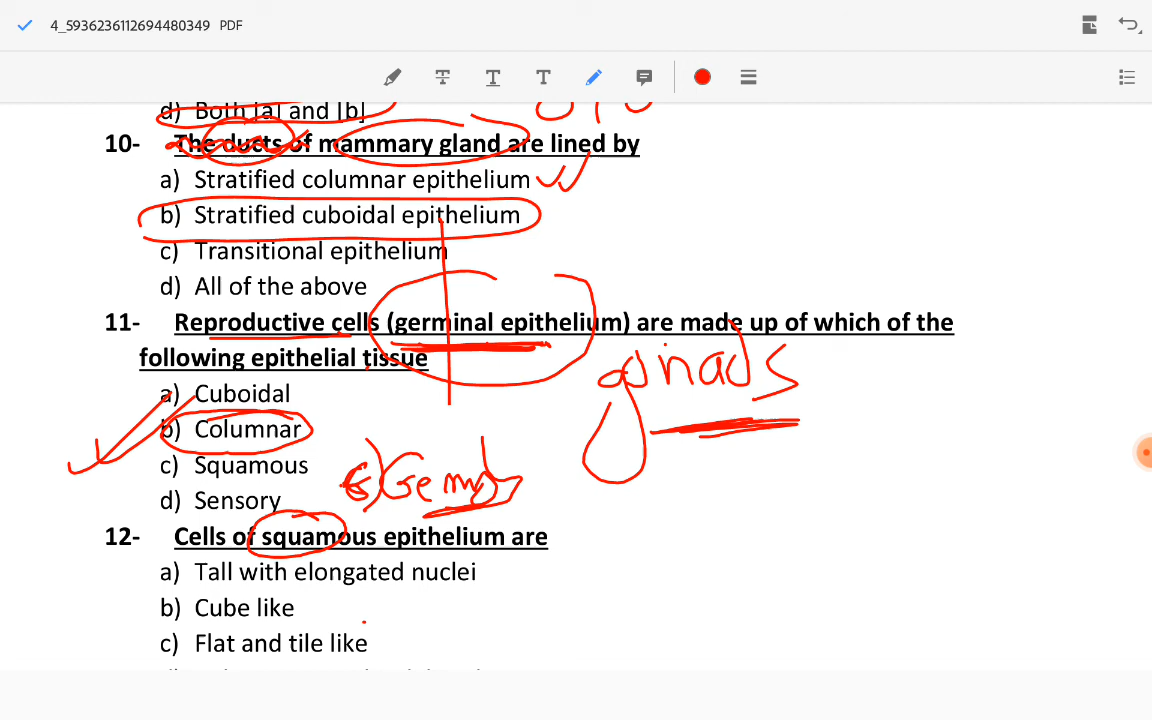 4_5936236112694480349 PDF
d) Both [a] and [b]
10- The ducts of mammary gland are lined by
a) Stratified columnar epithelium
b) Stratified cuboidal epithelium
c) Transitional epithelium
d) All of the above
11- Reproductive cells (germinal epithelium) are made up of which of the
following epithelial tissue
gonads
a) Cuboidal
b) Columnar
c) Squamous
d) Sensory
12- Cells of squamous epithelium are
a) Tall with elongated nuclei
b) Cube like
c) Flat and tile like